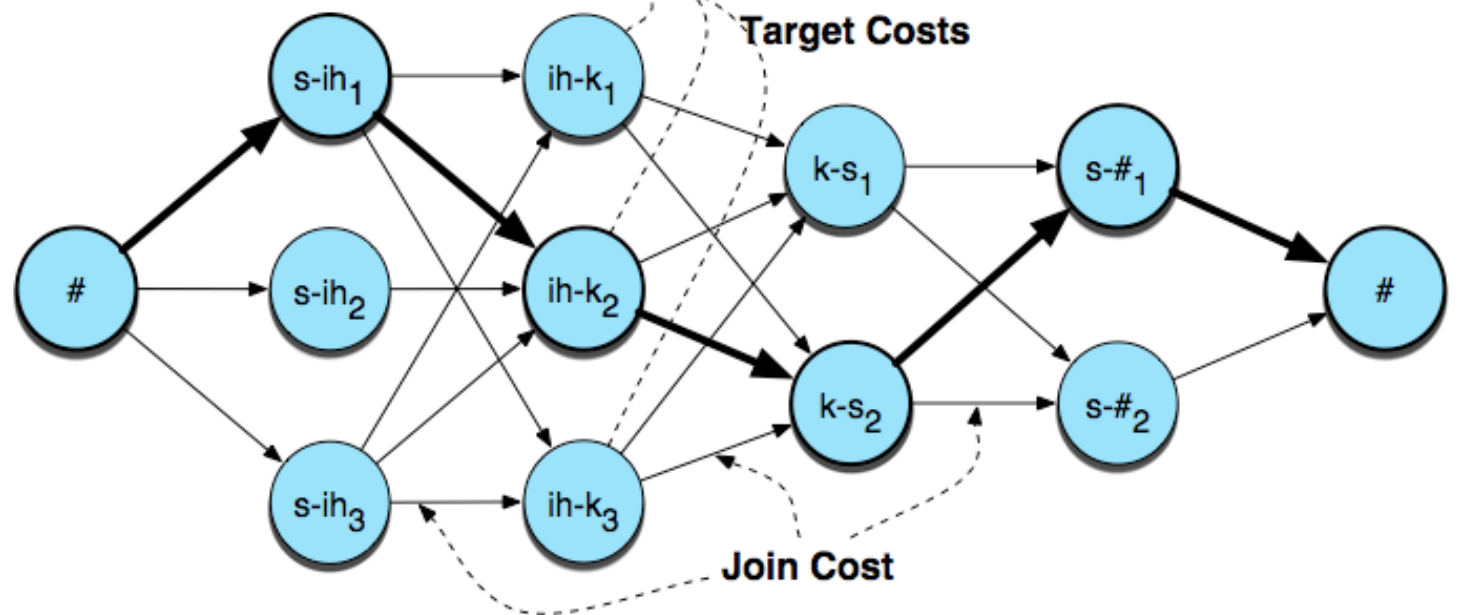 Target Costs
s-ih1
ih-k1
k-s1
s-#1
#
s-ih2
ih-k2
#
k-s2
s-#2
s-ih3
ih-k3
Join Cost